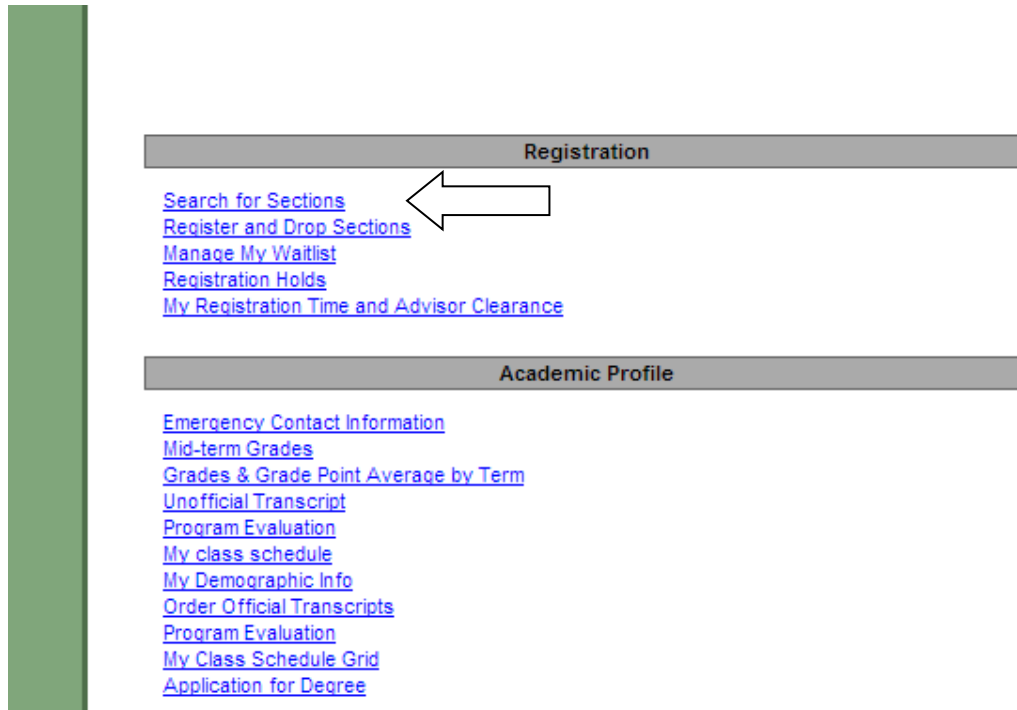 Registration
Search for Sections
Register and Drop Sections
Manage My Waitlist
Registration Holds
My Registration Time and Advisor Clearance
Academic Profile
Emergency Contact Information
Mid-term Grades
Grades & Grade Point Average by Term
Unofficial Transcript
Program Evaluation
My class schedule
My Demographic Info
Order Official Transcripts
Program Evaluation
My Class Schedule Grid
Application for Degree